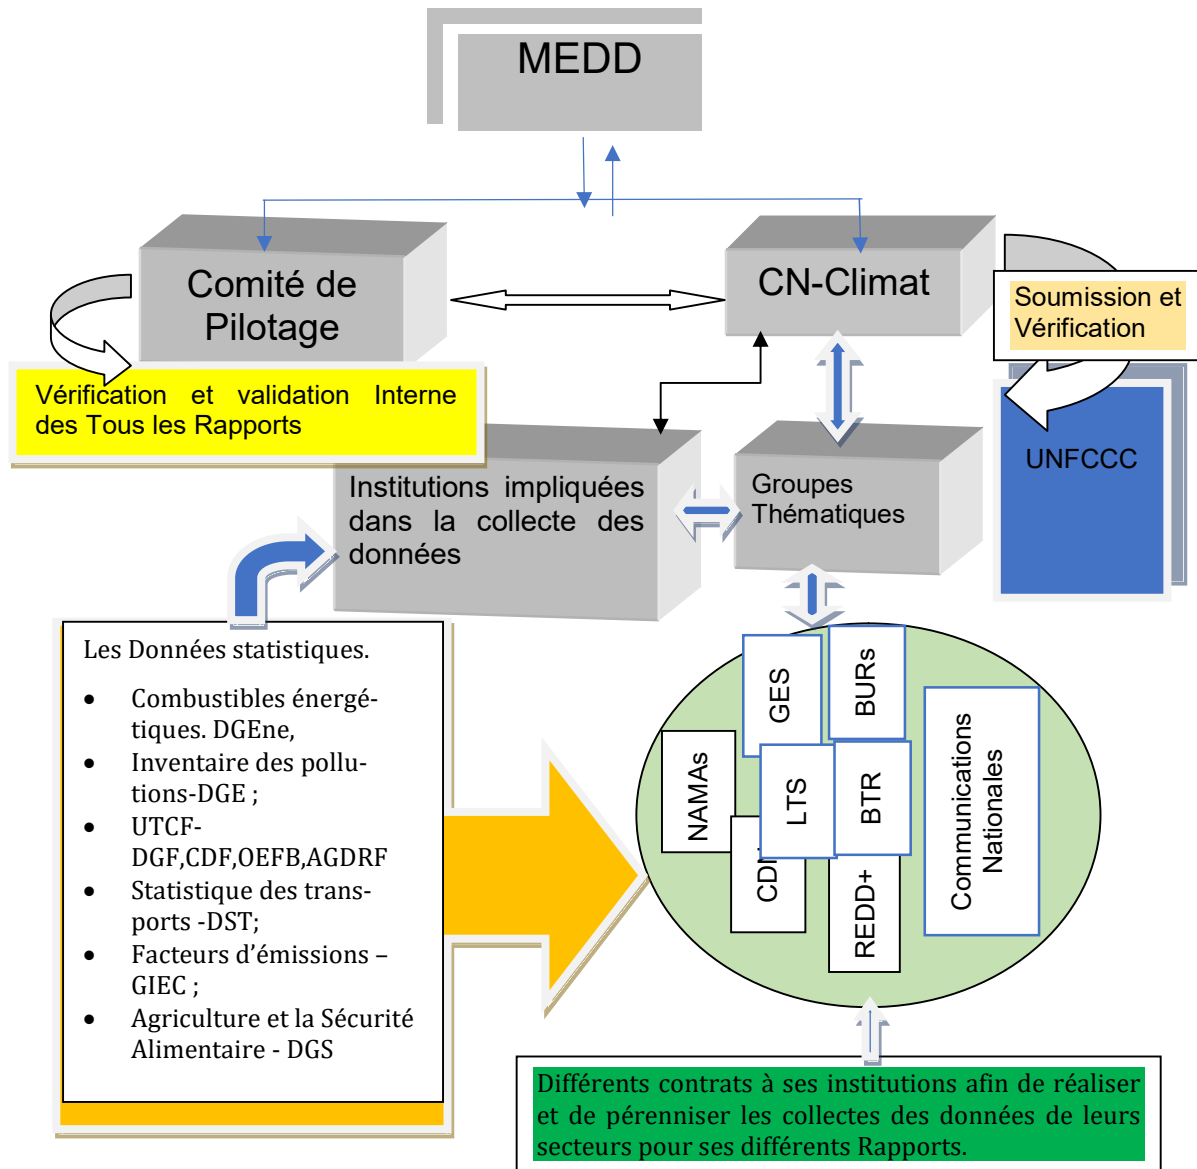 MEDD
Comité de
Pilotage
CN-Climat
Soumission et
Vérification
Vérification et validation Interne
des Tous les Rapports
UNFCCC
Institutions impliquées
dans la collecte des
données
Groupes
Thématiques
Les Données statistiques.
• Combustibles énergé-
tiques. DGEne,
• Inventaire des pollu-
tions-DGE ;
• UTCF-
DGF,CDF,OEFB,AGDRF
• Statistique des trans-
ports -DST;
• Facteurs d'émissions –
GIEC ;
• Agriculture et la Sécurité
Alimentaire - DGS
GES
BURs
NAMAs
LTS
BTR
REDD+
Communications
Nationales
Différents contrats à ses institutions afin de réaliser
et de pérenniser les collectes des données de leurs
secteurs pour ses différents Rapports.